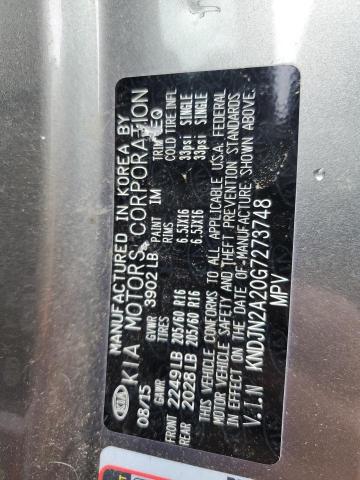 MANUFACTURED IN KOREA BY
KIA KIA MOTORS CORPORATION
08/15 GVWR 3902LB PAINT IM TRIM EQ
GAWR TIRES RIMS COLD TIRE INFL
FRONT 2249LB 205/60 R16 6.5JX16 33psi SINGLE
REAR 2028LB 205/60 R16 6.5JX16 33psi SINGLE
THIS VEHICLE CONFORMS TO ALL APPLICABLE U.S.A. FEDERAL
MOTOR VEHICLE SAFETY AND THEFT PREVENTION STANDARDS
IN EFFECT ON THE DATE OF MANUFACTURE SHOWN ABOVE.
V.I.N KNDJN2A20G7273748
MPV